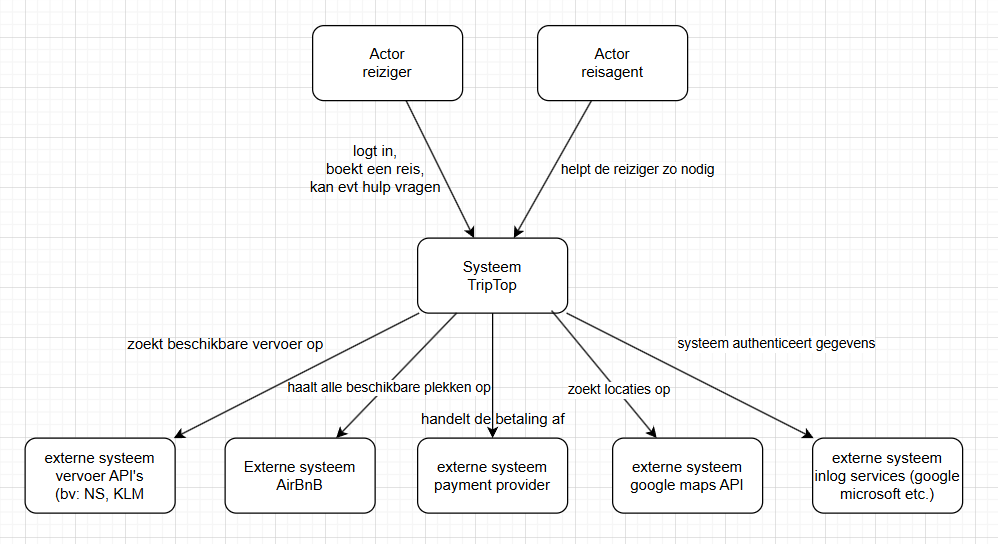 Actor
reiziger
Actor
reisagent
logt in,
boekt een reis,
kan evt hulp vragen
helpt de reiziger zo nodig
Systeem
TripTop
zoekt beschikbare vervoer op
systeem authenticeert gegevens
haalt alle beschikbare plekken op
zoekt locaties op
handelt de betaling af
externe systeem
vervoer API's
(bv: NS, KLM
Externe systeem
AirBnB
externe systeem
payment provider
externe systeem
google maps API
externe systeem
inlog services (google
microsoft etc.)